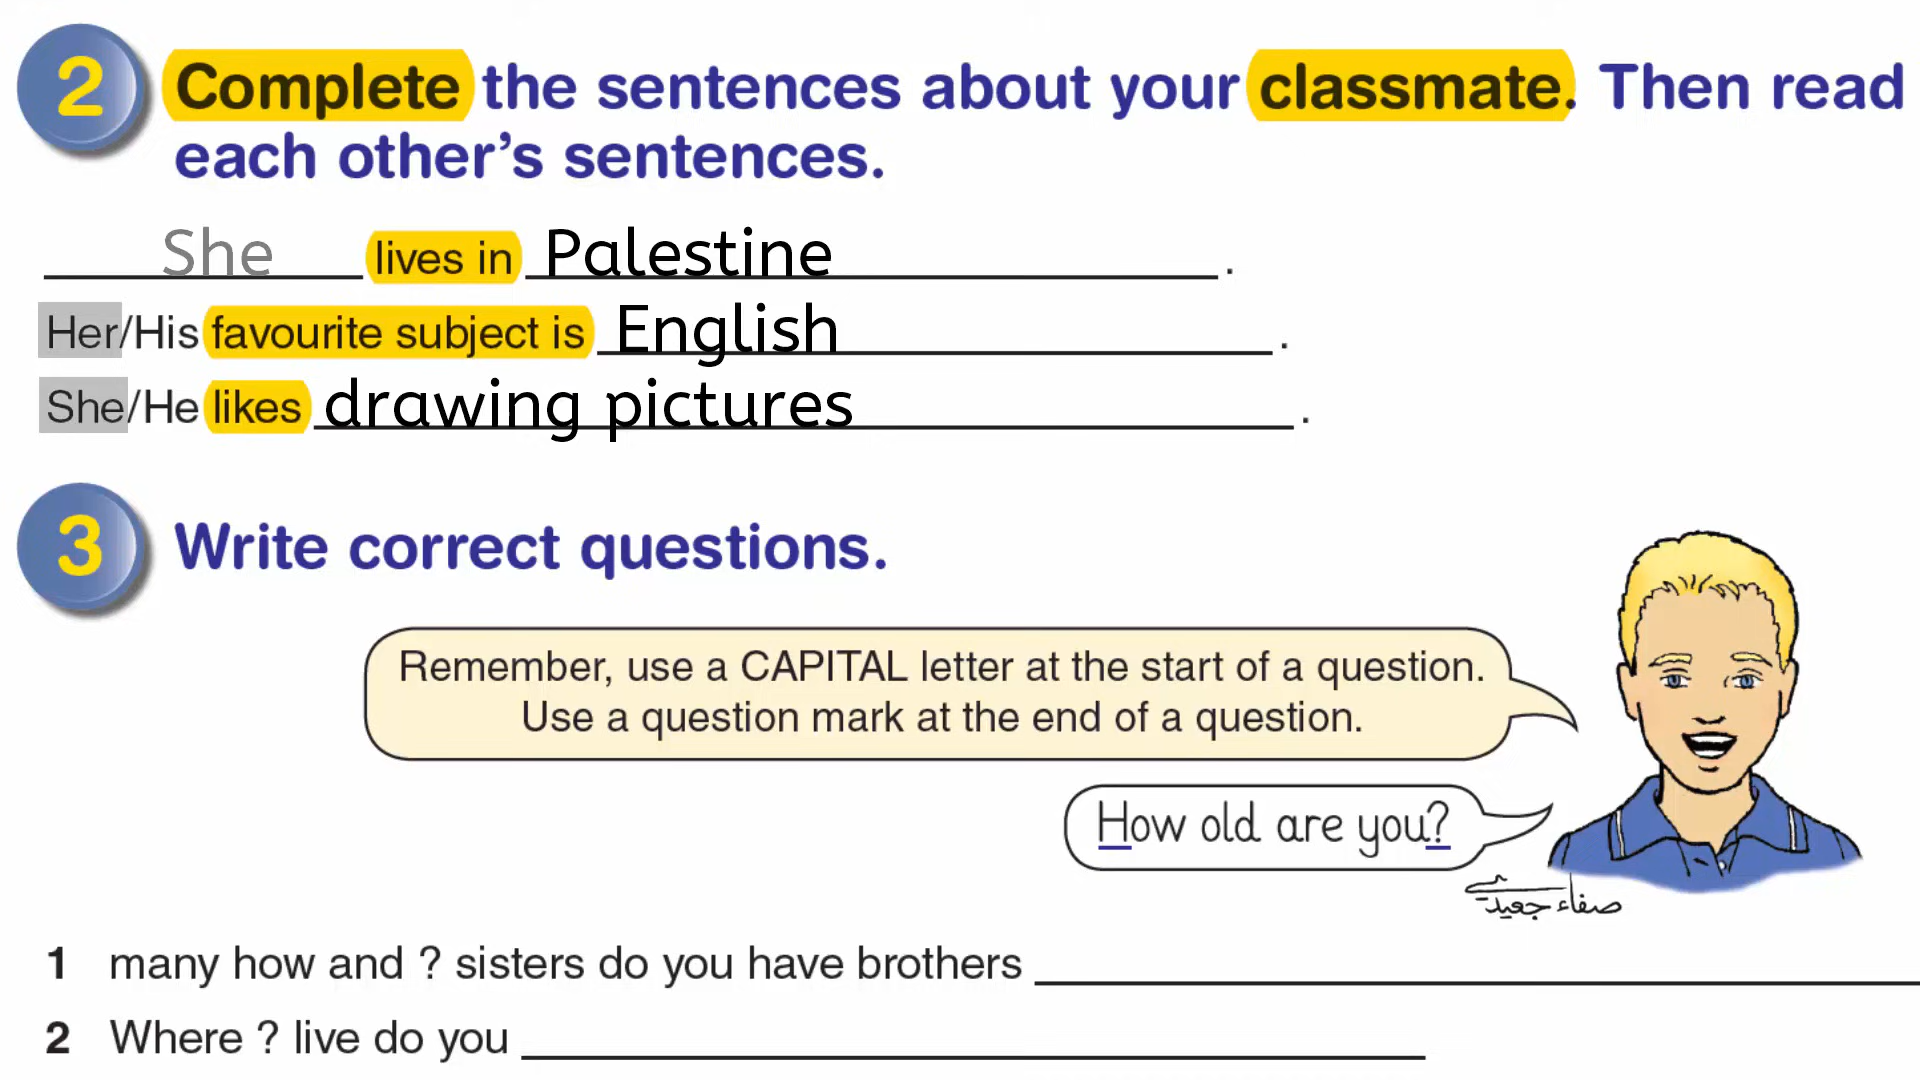 2 Complete the sentences about your classmate. Then read
each other's sentences.
She lives in Palestine.
Her/His favourite subject is English.
She/He likes drawing pictures.
3 Write correct questions.
Remember, use a CAPITAL letter at the start of a question.
Use a question mark at the end of a question.
How old are you?
صفاء جعيدي
1 many how and ? sisters do you have brothers
2 Where ? live do you